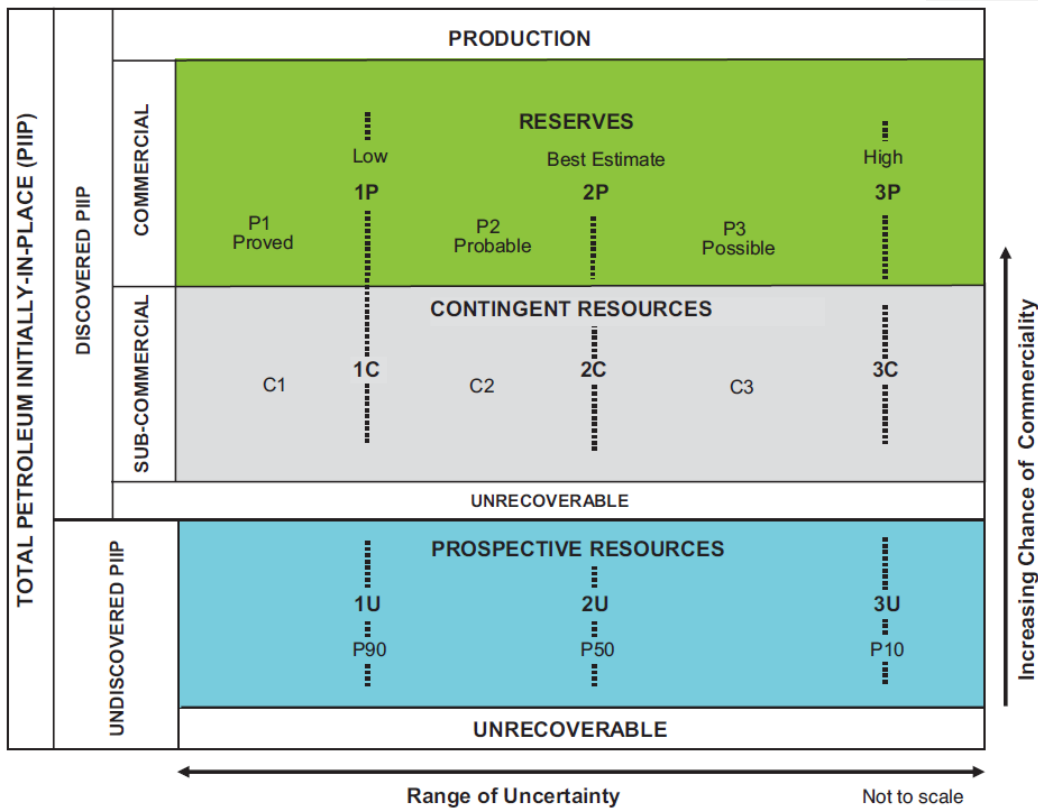 PRODUCTION
TOTAL PETROLEUM INITIALLY-IN-PLACE (PIIP)
DISCOVERED PIIP
COMMERCIAL
RESERVES
Low
Best Estimate
High
1P
2P
3P
P1
Proved
P2
Probable
P3
Possible
SUB-COMMERCIAL
CONTINGENT RESOURCES
1C
2C
3C
C1
C2
C3
UNRECOVERABLE
UNDISCOVERED PIIP
PROSPECTIVE RESOURCES
1U
2U
3U
P90
P50
P10
UNRECOVERABLE
Increasing Chance of Commerciality
Range of Uncertainty
Not to scale